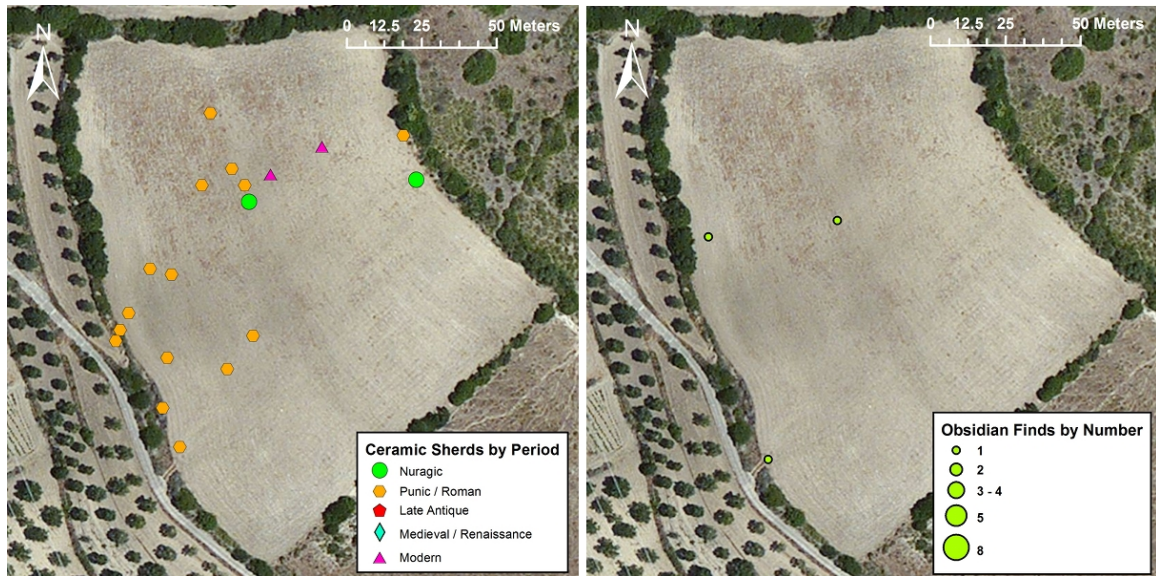 0 12.5 25 50 Meters
N
Ceramic Sherds by Period
Nuragic
Punic / Roman
Late Antique
Medieval / Renaissance
Modern
0 12.5 25 50 Meters
N
Obsidian Finds by Number
1
2
3 - 4
5
8